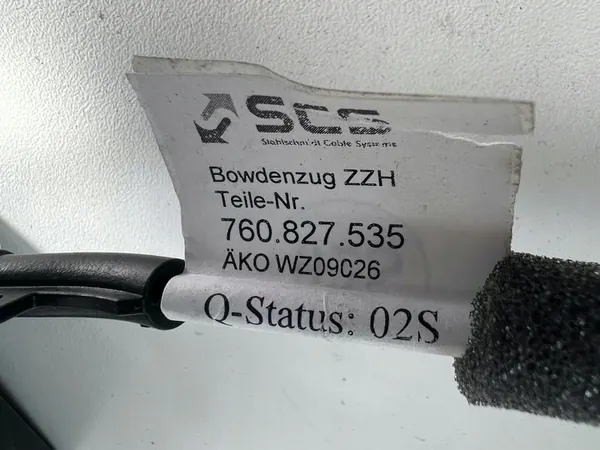 SCS
Stahlschmidt Cable Systems
Bowdenzug ZZH
Teile-Nr.
760.827.535
ÄKO WZ09026
Q-Status: 02S